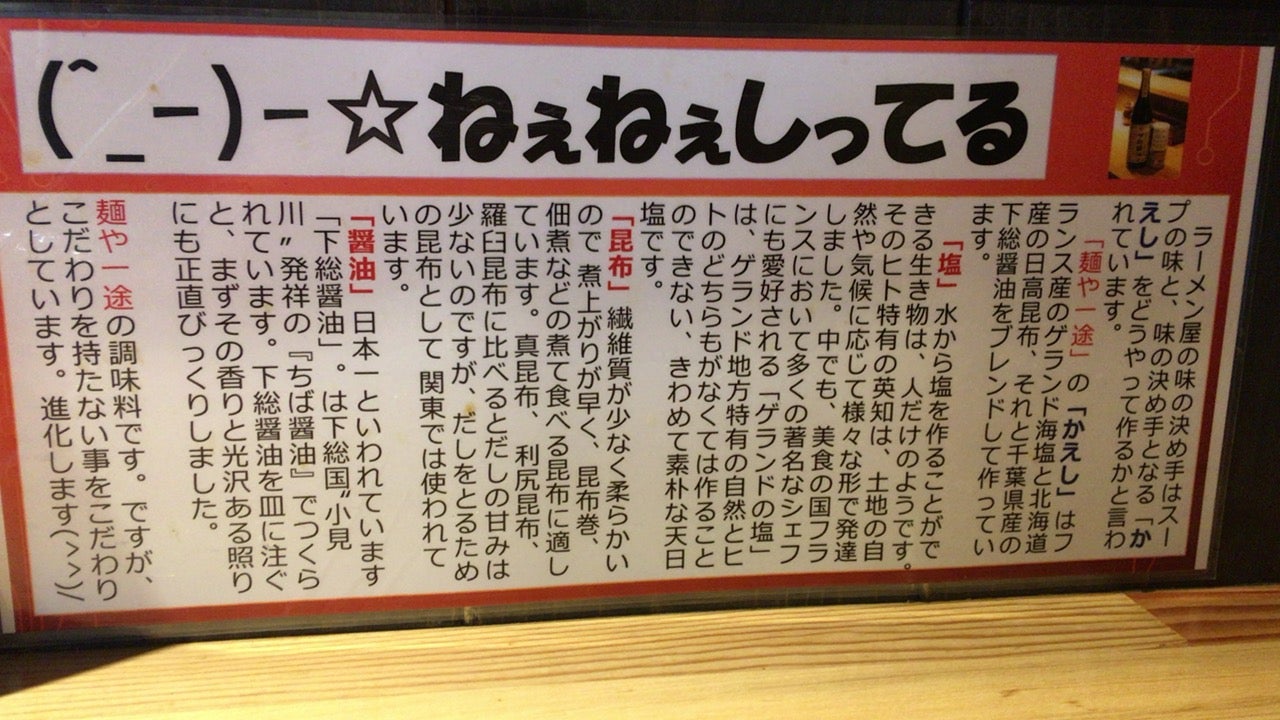 (^_-)-☆ねぇねぇしってる
ラーメン屋の味の決め手はスー
プの味と、味の決め手となる「か
えし」をどうやって作るかと言わ
れています。
「麺や一途」の「かえし」はフ
ランス産のゲランド海塩と北海道
産の日高昆布、それと千葉県産の
下総醤油をブレンドして作ってい
ます。
「塩」水から塩を作ることがで
きる生き物は、人だけのようです。
そのヒト特有の英知は、土地の自
然や気候に応じて様々な形で発達
しました。中でも、美食の国フラ
ンスにおいて多くの著名なシェフ
にも愛好される「ゲランドの塩」
は、ゲランド地方特有の自然とヒ
トのどちらもがなくては作ること
のできない、きわめて素朴な天日
塩です。
「昆布」繊維質が少なく柔らかい
ので 煮上がりが早く、昆布巻、
佃煮などの煮て食べる昆布に適し
ています。真昆布、利尻昆布、
羅臼昆布に比べるとだしの甘みは
少ないのですが、だしをとるため
の昆布として 関東では使われて
います。
「醤油」日本一といわれています
「下総醤油」。は下総国〝小見
川〟発祥の『ちば醤油』でつくら
れています。下総醤油を皿に注ぐ
と、まずその香りと光沢ある照り
にも正直びっくりしました。
麺や一途の調味料です。ですが、
こだわりを持たない事をこだわり
としています。進化します(>>)/